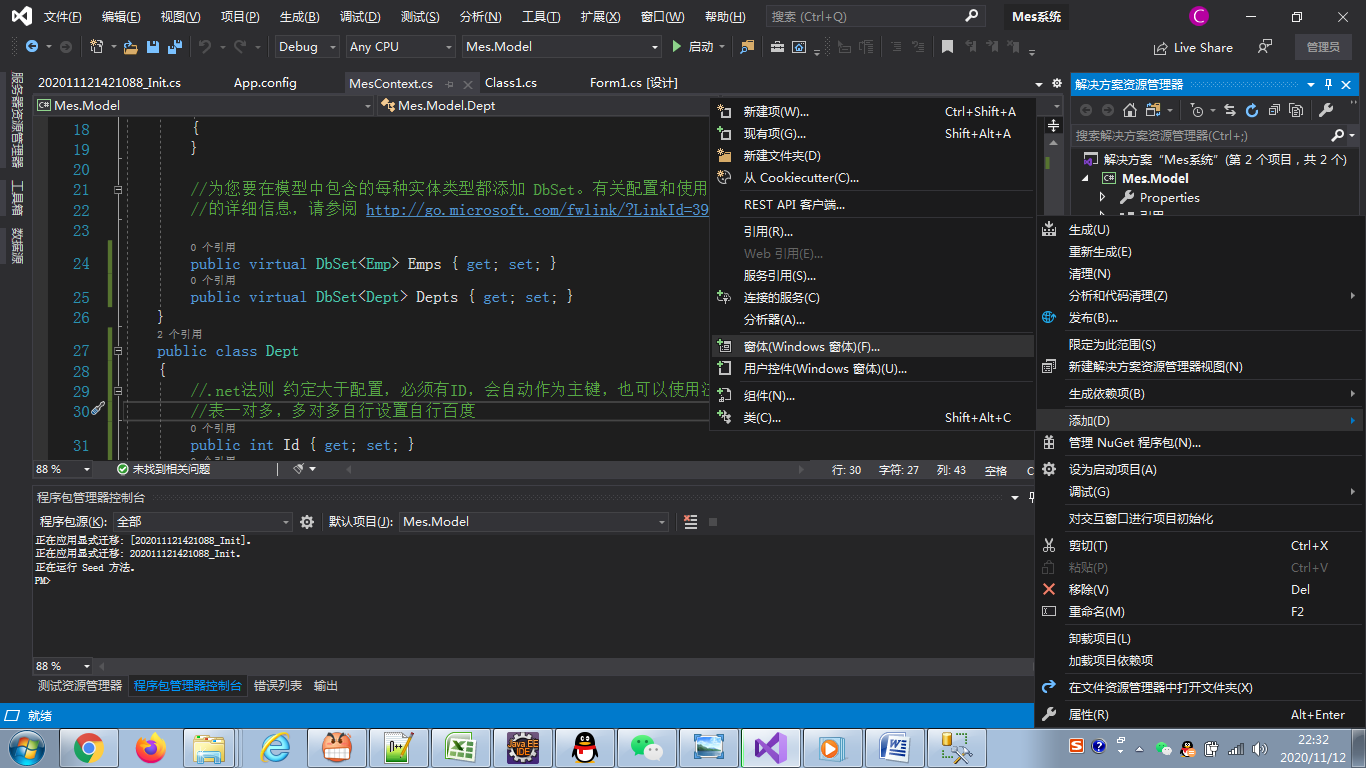 文件(F) 编辑(E) 视图(V) 项目(P) 生成(B) 调试(D) 测试(S) 分析(N) 工具(T) 扩展(X) 窗口(W) 帮助(H) 搜索 (Ctrl+Q) Mes系统 C
Debug Any CPU Mes.Model 启动 Live Share 管理员
服务器资源管理器
工具箱
数据源
202011121421088_Init.cs App.config MesContext.cs Class1.cs Form1.cs [设计]
Mes.Model Mes.Model.Dept
18 {
19 }
20
21 //为您要在模型中包含的每种实体类型都添加 DbSet。有关配置和使用
22 //的详细信息，请参阅 http://go.microsoft.com/fwlink/?LinkId=39
23
0 个引用
24 public virtual DbSet<Emp> Emps { get; set; }
0 个引用
25 public virtual DbSet<Dept> Depts { get; set; }
26 }
2 个引用
27 public class Dept
28 {
29 //.net法则 约定大于配置，必须有ID，会自动作为主键，也可以使用
30 //表一对多，多对多自行设置自行百度
0 个引用
31 public int Id { get; set; }
88 % 未找到相关问题 行: 30 字符: 27 列: 43 空格
程序包管理器控制台
程序包源(K): 全部 默认项目(J): Mes.Model
正在应用显式迁移: [202011121421088_Init].
正在应用显式迁移: 202011121421088_Init.
正在运行 Seed 方法.
PM>
88 %
测试资源管理器 程序包管理器控制台 错误列表 输出
就绪
新建项(W)... Ctrl+Shift+A
现有项(G)... Shift+Alt+A
新建文件夹(D)
从 Cookiecutter(C)...
REST API 客户端...
引用(R)...
Web 引用(E)...
服务引用(S)...
连接的服务(C)
分析器(A)...
窗体(Windows 窗体)(F)...
用户控件(Windows 窗体)(U)...
组件(N)...
类(C)... Shift+Alt+C
解决方案资源管理器
搜索解决方案资源管理器(Ctrl+;)
解决方案“Mes系统”(第 2 个项目，共 2 个)
Mes.Model
Properties
引用
生成(U)
重新生成(E)
清理(N)
分析和代码清理(Z)
发布(B)...
限定为此范围(S)
新建解决方案资源管理器视图(N)
生成依赖项(B)
添加(D)
管理 NuGet 程序包(N)...
设为启动项目(A)
调试(G)
对交互窗口进行项目初始化
剪切(T) Ctrl+X
粘贴(P) Ctrl+V
移除(V) Del
重命名(M) F2
卸载项目(L)
加载项目依赖项
在文件资源管理器中打开文件夹(X)
属性(R) Alt+Enter
22:32
2020/11/12